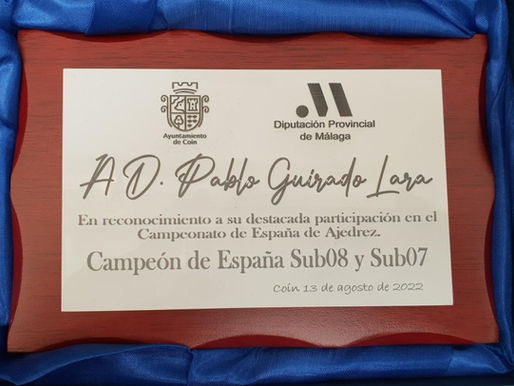 Ayuntamiento
de Coín
Diputación Provincial
de Málaga
A D. Pablo Guirado Lara
En reconocimiento a su destacada participación en el
Campeonato de España de Ajedrez.
Campeón de España Sub08 y Sub07
Coín 13 de agosto de 2022